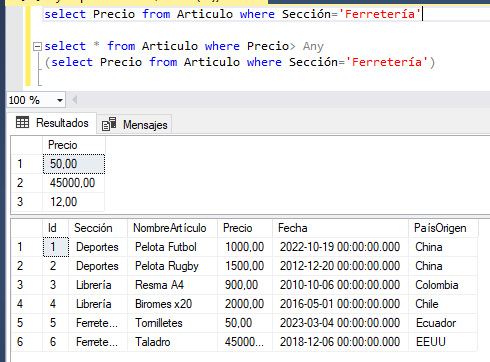 select Precio from Articulo where Sección='Ferretería'
select * from Articulo where Precio> Any
(select Precio from Articulo where Sección='Ferretería')
100 %
Resultados Mensajes
Precio
1 50,00
2 45000,00
3 12,00
Id Sección NombreArtículo Precio Fecha PaísOrigen
1 1 Deportes Pelota Futbol 1000,00 2022-10-19 00:00:00.000 China
2 2 Deportes Pelota Rugby 1500,00 2012-12-20 00:00:00.000 China
3 3 Librería Resma A4 900,00 2010-10-06 00:00:00.000 Colombia
4 4 Librería Biromes x20 2000,00 2016-05-01 00:00:00.000 Chile
5 5 Ferrete... Tornilletes 50,00 2023-03-04 00:00:00.000 Ecuador
6 6 Ferrete... Taladro 45000... 2018-12-06 00:00:00.000 EEUU